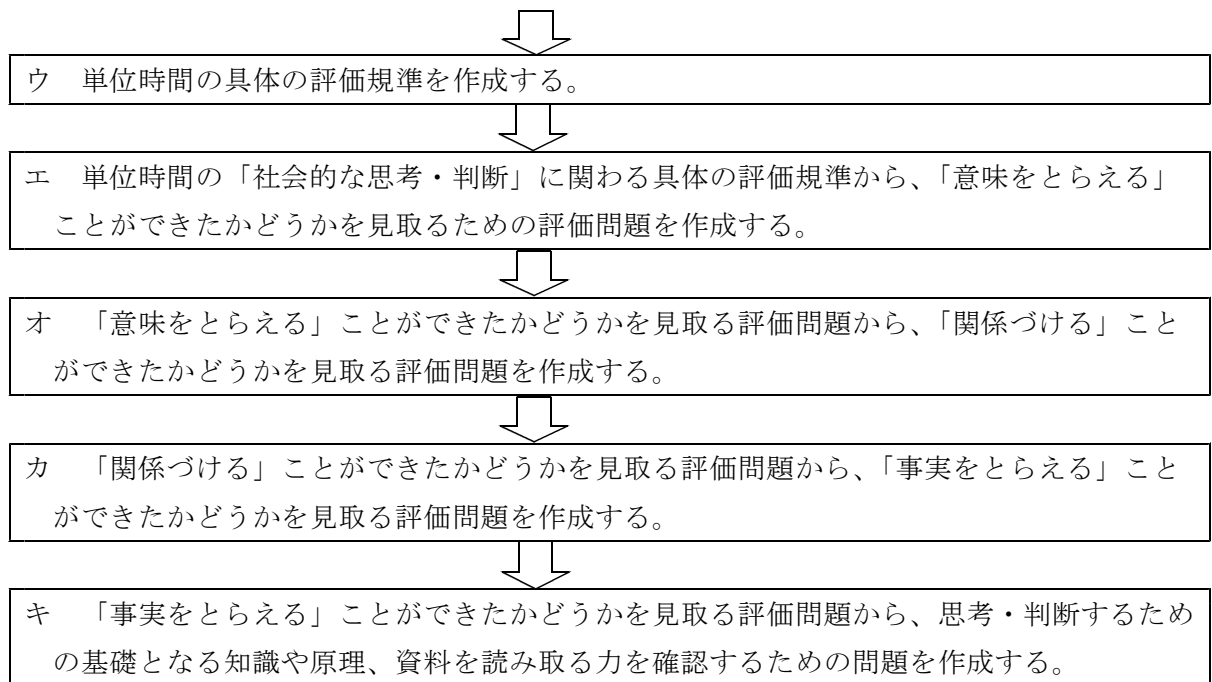 ウ 単位時間の具体の評価規準を作成する。
エ 単位時間の「社会的な思考・判断」に関わる具体の評価規準から、「意味をとらえる」
ことができたかどうかを見取るための評価問題を作成する。
オ 「意味をとらえる」ことができたかどうかを見取る評価問題から、「関係づける」こと
ができたかどうかを見取る評価問題を作成する。
カ 「関係づける」ことができたかどうかを見取る評価問題から、「事実をとらえる」こと
ができたかどうかを見取る評価問題を作成する。
キ 「事実をとらえる」ことができたかどうかを見取る評価問題から、思考・判断するため
の基礎となる知識や原理、資料を読み取る力を確認するための問題を作成する。